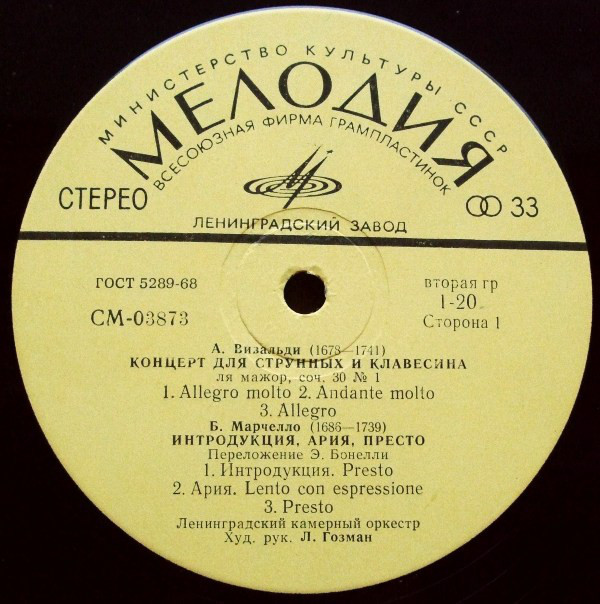 МИНИСТЕРСТВО КУЛЬТУРЫ СССР
МЕЛОДИЯ
ВСЕСОЮЗНАЯ ФИРМА ГРАМПЛАСТИНОК
СТЕРЕО
33
ЛЕНИНГРАДСКИЙ ЗАВОД
ГОСТ 5289-68
вторая гр
СМ-03873
1-20
Сторона 1
А. Визальди (1678—1741)
КОНЦЕРТ ДЛЯ СТРУННЫХ И КЛАВЕСИНА
ля мажор, соч. 30 № 1
1. Allegro molto 2. Andante molto
3. Allegro
Б. Марчелло (1686—1739)
ИНТРОДУКЦИЯ, АРИЯ, ПРЕСТО
Переложение Э. Бонелли
1. Интродукция. Presto
2. Ария. Lento con espressione
3. Presto
Ленинградский камерный оркестр
Худ. рук. Л. Гозман